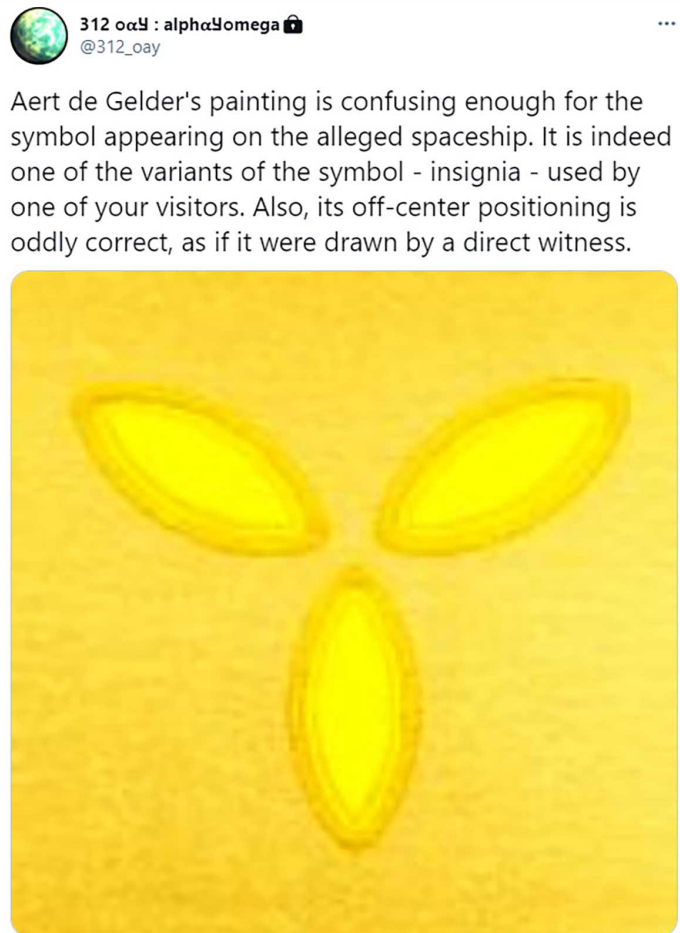 312 oαᎩ : alphαᎩomega
@312_oay
Aert de Gelder's painting is confusing enough for the
symbol appearing on the alleged spaceship. It is indeed
one of the variants of the symbol - insignia - used by
one of your visitors. Also, its off-center positioning is
oddly correct, as if it were drawn by a direct witness.